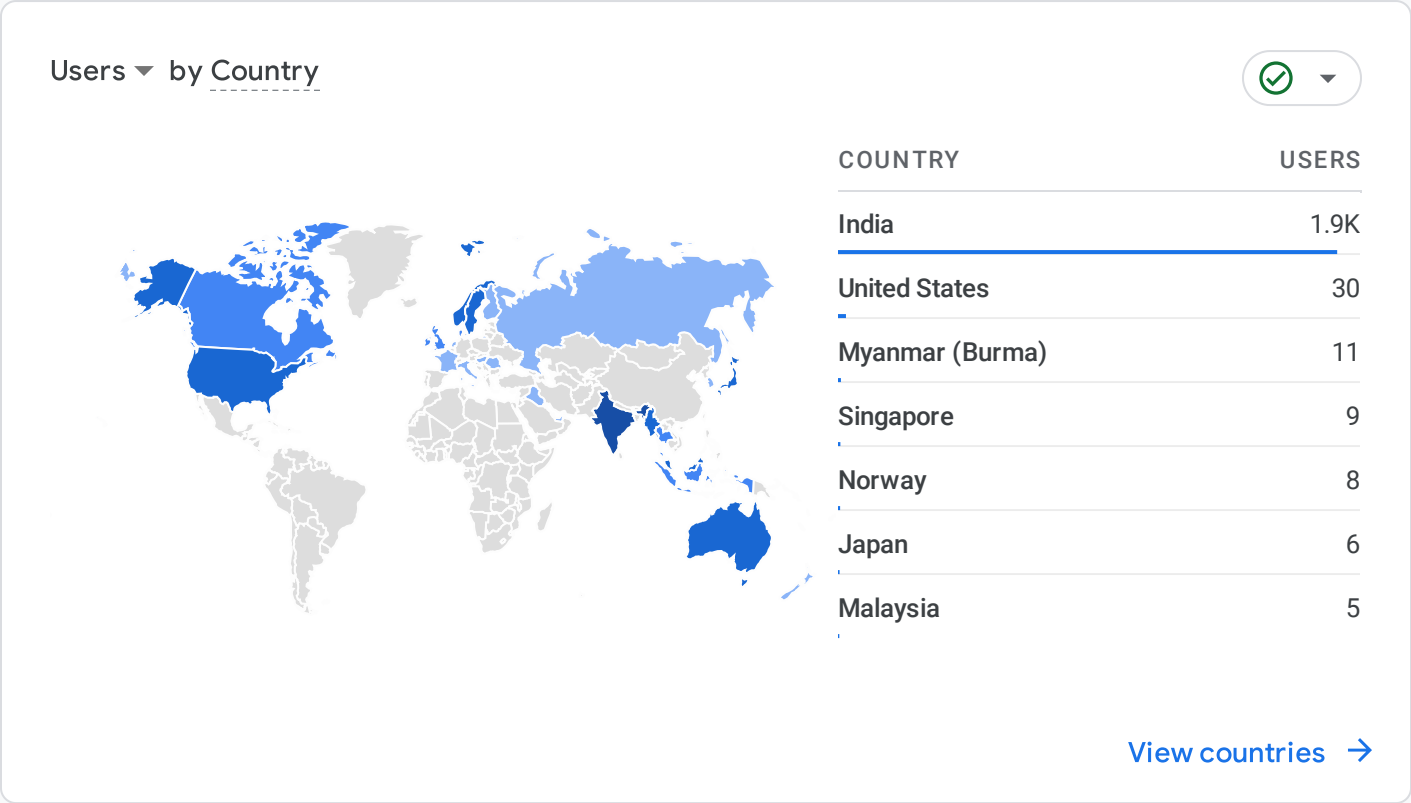 Users by Country
COUNTRY USERS
India 1.9K
United States 30
Myanmar (Burma) 11
Singapore 9
Norway 8
Japan 6
Malaysia 5
View countries